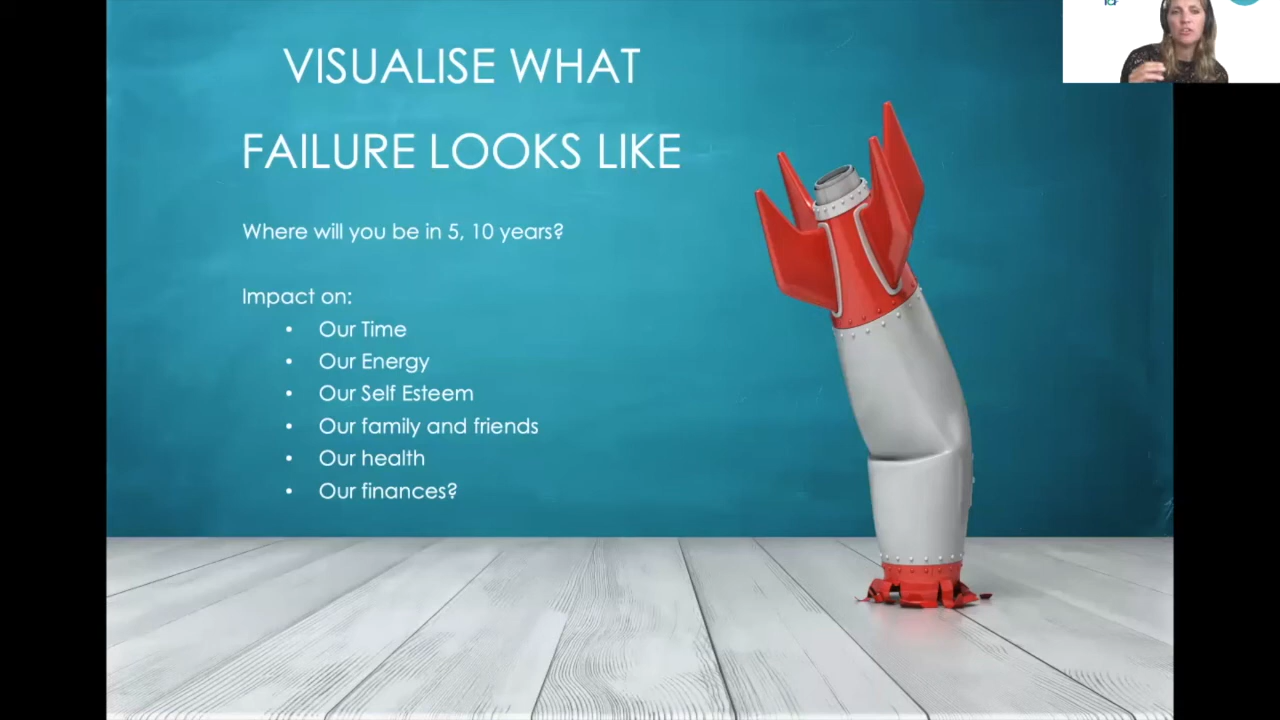 VISUALISE WHAT
FAILURE LOOKS LIKE
Where will you be in 5, 10 years?
Impact on:
• Our Time
• Our Energy
• Our Self Esteem
• Our family and friends
• Our health
• Our finances?